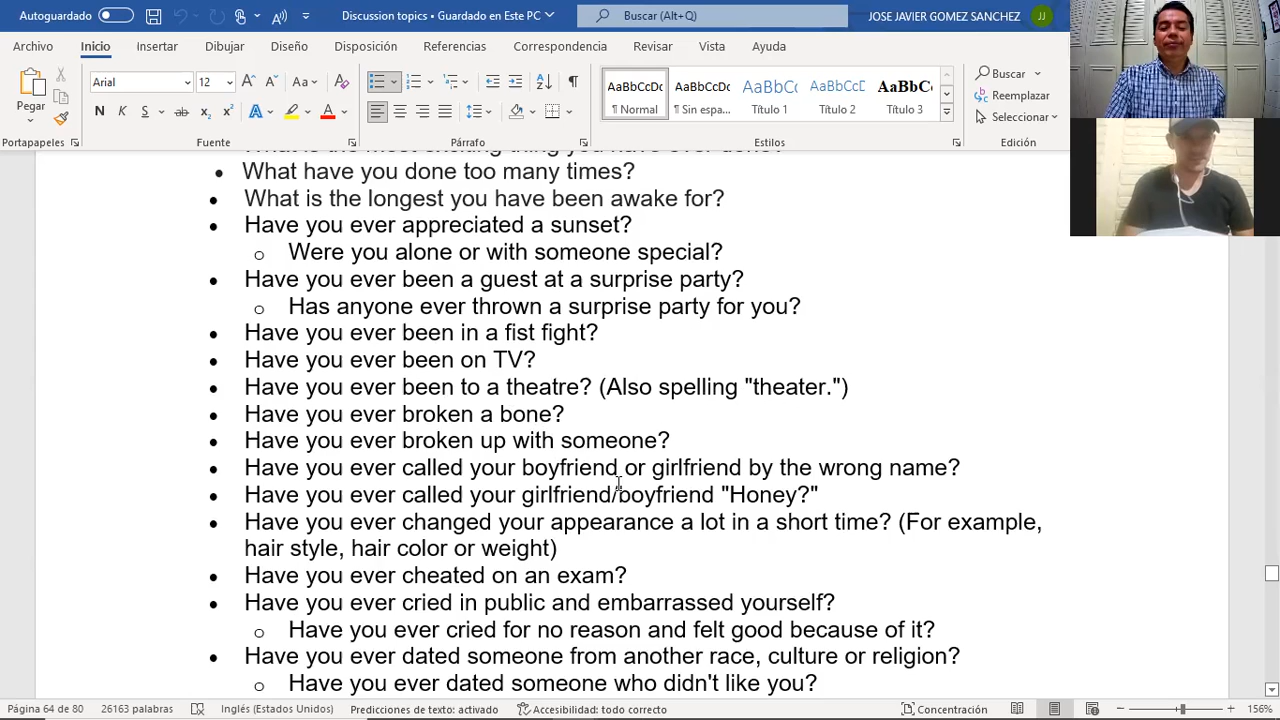 Autoguardado
Discussion topics • Guardado en Este PC
Buscar (Alt+Q)
JOSE JAVIER GOMEZ SANCHEZ
JJ
Archivo Inicio Insertar Dibujar Diseño Disposición Referencias Correspondencia Revisar Vista Ayuda
Pegar
Arial 12
Aa
N K S ab x₂ x² A A
AaBbCcDc AaBbCcDc AaBbCc AaBbCcD AaBbC
¶ Normal ¶ Sin espa... Título 1 Título 2 Título 3
Buscar
Reemplazar
Seleccionar
Portapapeles Fuente Párrafo Estilos Edición
• What have you done too many times?
• What is the longest you have been awake for?
• Have you ever appreciated a sunset?
o Were you alone or with someone special?
• Have you ever been a guest at a surprise party?
o Has anyone ever thrown a surprise party for you?
• Have you ever been in a fist fight?
• Have you ever been on TV?
• Have you ever been to a theatre? (Also spelling "theater.")
• Have you ever broken a bone?
• Have you ever broken up with someone?
• Have you ever called your boyfriend or girlfriend by the wrong name?
• Have you ever called your girlfriend/boyfriend "Honey?"
• Have you ever changed your appearance a lot in a short time? (For example,
hair style, hair color or weight)
• Have you ever cheated on an exam?
• Have you ever cried in public and embarrassed yourself?
o Have you ever cried for no reason and felt good because of it?
• Have you ever dated someone from another race, culture or religion?
o Have you ever dated someone who didn't like you?
Página 64 de 80 26163 palabras Inglés (Estados Unidos) Predicciones de texto: activado Accesibilidad: todo correcto Concentración 156%